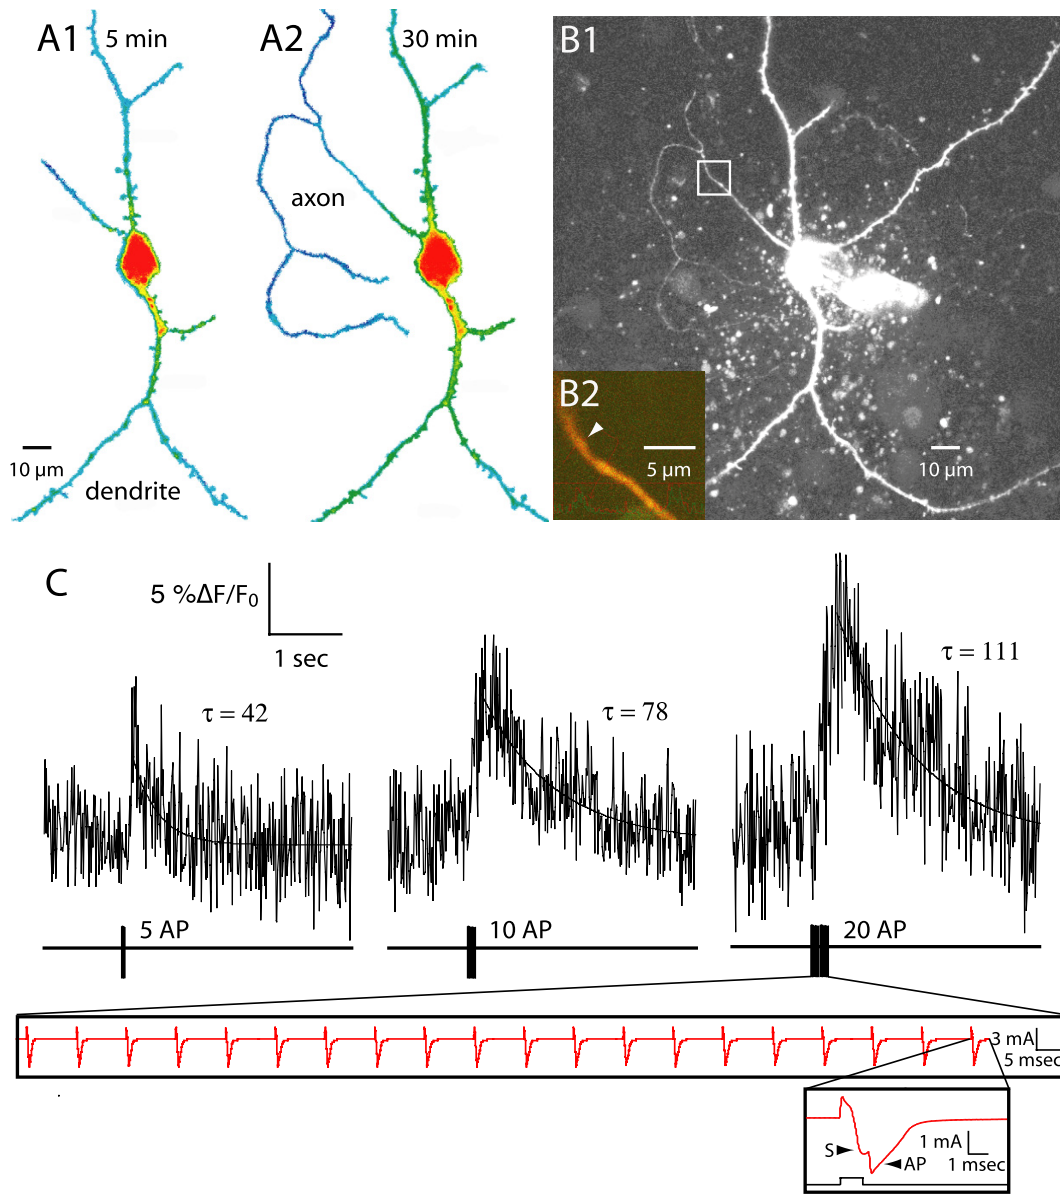 A1
5 min
A2
30 min
axon
10 µm
dendrite
B1
B2
5 µm
10 µm
C
5 %ΔF/F0
1 sec
τ = 42
τ = 78
τ = 111
5 AP
10 AP
20 AP
3 mA
5 msec
S
AP
1 mA
1 msec